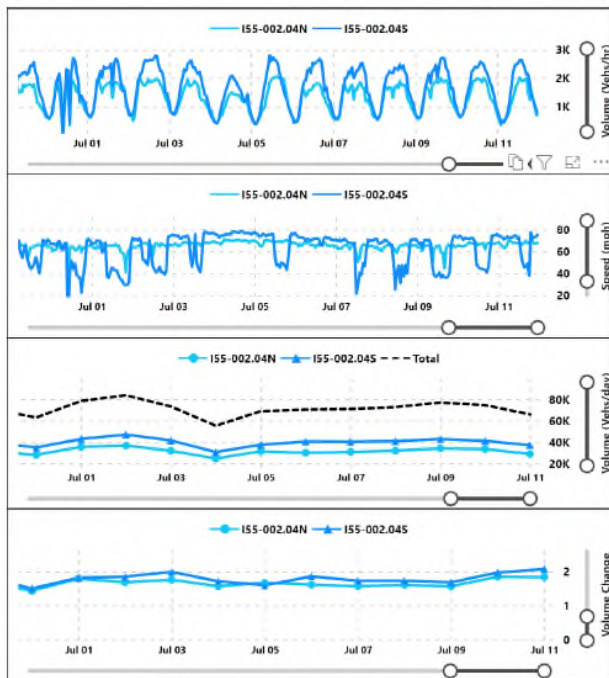 I55-002.04N I55-002.04S
3K
2K
1K
Volume (Vehs/hr)
Jul 01 Jul 03 Jul 05 Jul 07 Jul 09 Jul 11
I55-002.04N I55-002.04S
80
60
40
20
Speed (mph)
Jul 01 Jul 03 Jul 05 Jul 07 Jul 09 Jul 11
I55-002.04N I55-002.04S Total
80K
60K
40K
20K
Volume (Vehs/day)
Jul 01 Jul 03 Jul 05 Jul 07 Jul 09 Jul 11
I55-002.04N I55-002.04S
2
1
0
Volume Change
Jul 01 Jul 03 Jul 05 Jul 07 Jul 09 Jul 11